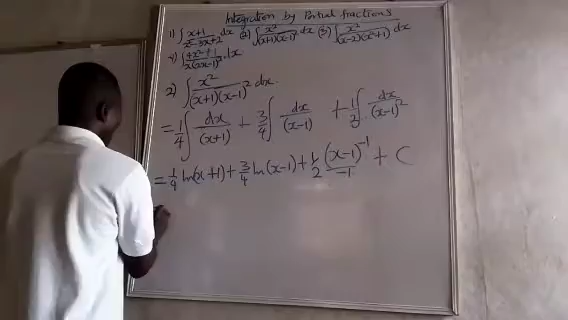 Integration by Partial fractions
1) ∫ x+1/x²-3x+2 dx (2) ∫ x²/(x+1)(x-1)² dx (3) ∫ x²/(x-2)(x²+1) dx
4) ∫ 4x²+1/x(2x-1)² dx
2) ∫ x²/(x+1)(x-1)² dx.
= 1/4 ∫ dx/(x+1) + 3/4 ∫ dx/(x-1) + 1/2 ∫ dx/(x-1)²
= 1/4 ln(x+1) + 3/4 ln(x-1) + 1/2 (x-1)⁻¹/-1 + C